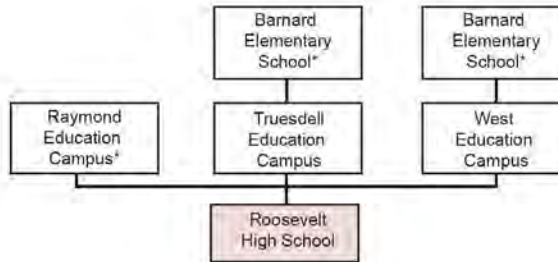 Barnard
Elementary
School*
Barnard
Elementary
School*
Raymond
Education
Campus*
Truesdell
Education
Campus
West
Education
Campus
Roosevelt
High School